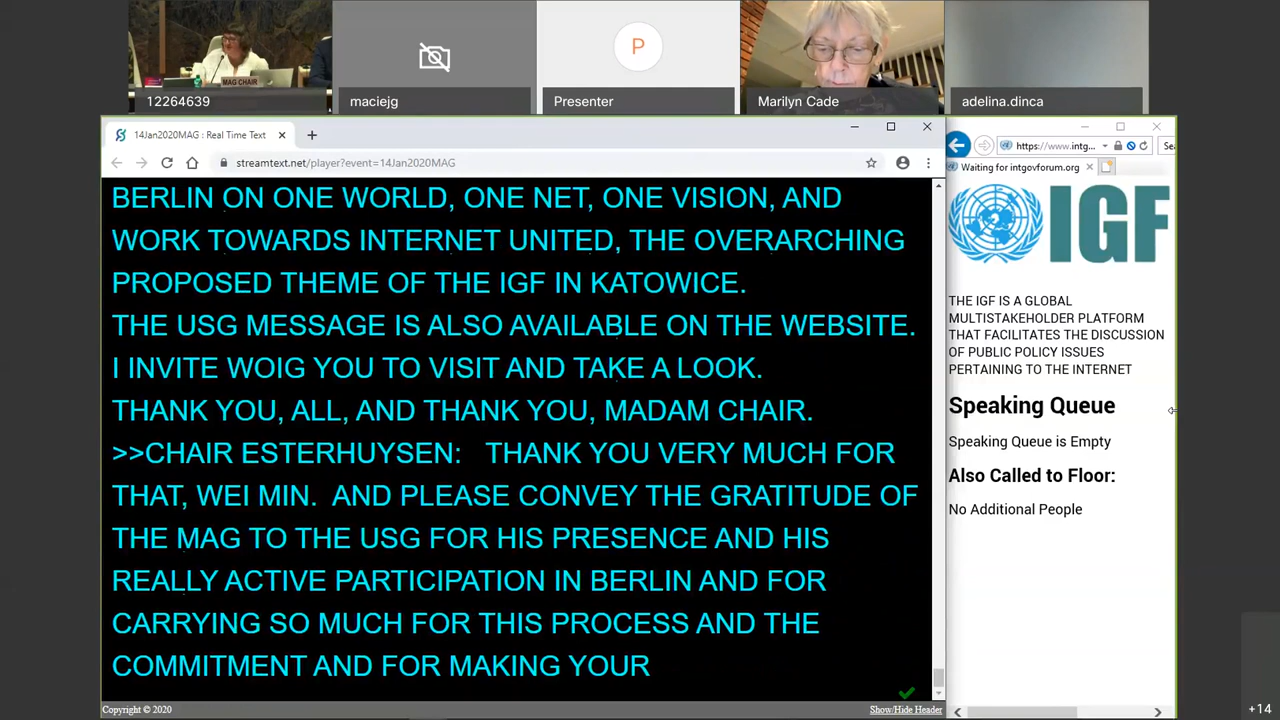 MAG CHAIR
12264639
maciejg
P
Presenter
Marilyn Cade
adelina.dinca
14Jan2020MAG : Real Time Text
streamtext.net/player?event=14Jan2020MAG
BERLIN ON ONE WORLD, ONE NET, ONE VISION, AND
WORK TOWARDS INTERNET UNITED, THE OVERARCHING
PROPOSED THEME OF THE IGF IN KATOWICE.
THE USG MESSAGE IS ALSO AVAILABLE ON THE WEBSITE.
I INVITE WOIG YOU TO VISIT AND TAKE A LOOK.
THANK YOU, ALL, AND THANK YOU, MADAM CHAIR.
>>CHAIR ESTERHUYSEN: THANK YOU VERY MUCH FOR
THAT, WEI MIN. AND PLEASE CONVEY THE GRATITUDE OF
THE MAG TO THE USG FOR HIS PRESENCE AND HIS
REALLY ACTIVE PARTICIPATION IN BERLIN AND FOR
CARRYING SO MUCH FOR THIS PROCESS AND THE
COMMITMENT AND FOR MAKING YOUR
Copyright © 2020
Show/Hide Header
https://www.intg...
Sea
Waiting for intgovforum.org
IGF
THE IGF IS A GLOBAL
MULTISTAKEHOLDER PLATFORM
THAT FACILITATES THE DISCUSSION
OF PUBLIC POLICY ISSUES
PERTAINING TO THE INTERNET
Speaking Queue
Speaking Queue is Empty
Also Called to Floor:
No Additional People
+14